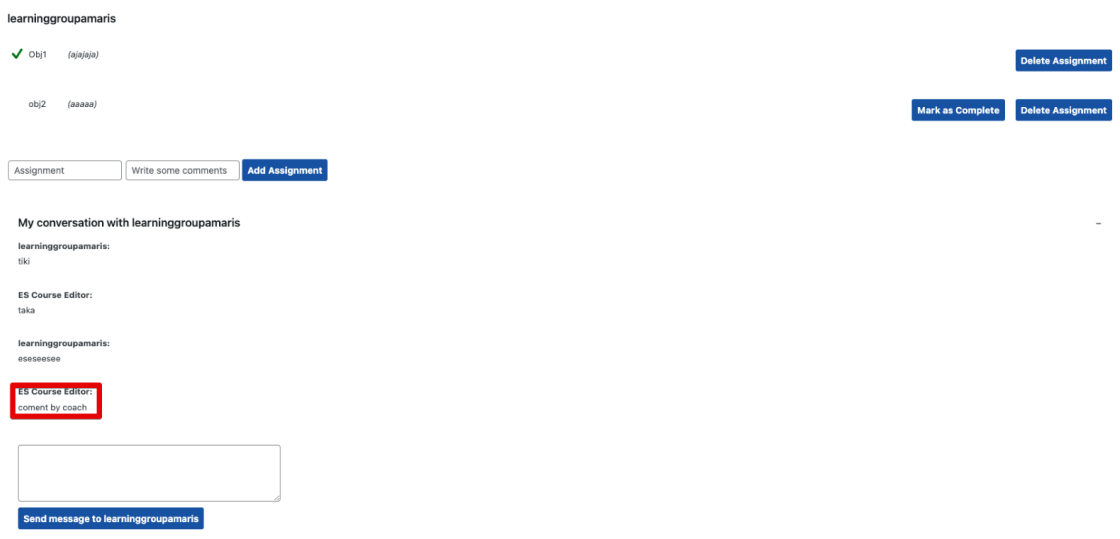 learninggroupamaris
Obj1 (ajajaja) Delete Assignment
obj2 (aaaaa) Mark as Complete Delete Assignment
Assignment Write some comments Add Assignment
My conversation with learninggroupamaris –
learninggroupamaris:
tiki
ES Course Editor:
taka
learninggroupamaris:
eseseesee
ES Course Editor:
coment by coach
Send message to learninggroupamaris